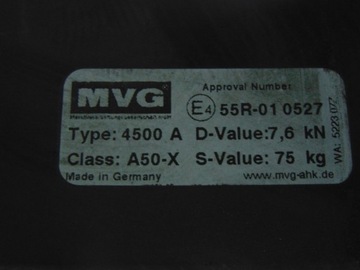 MVG
Approval Number
E4 55R-01 0527
Type: 4500 A D-Value:7,6 kN
Class: A50-X S-Value: 75 kg
Made in Germany www.mvg-ahk.de
WA: 5223 077